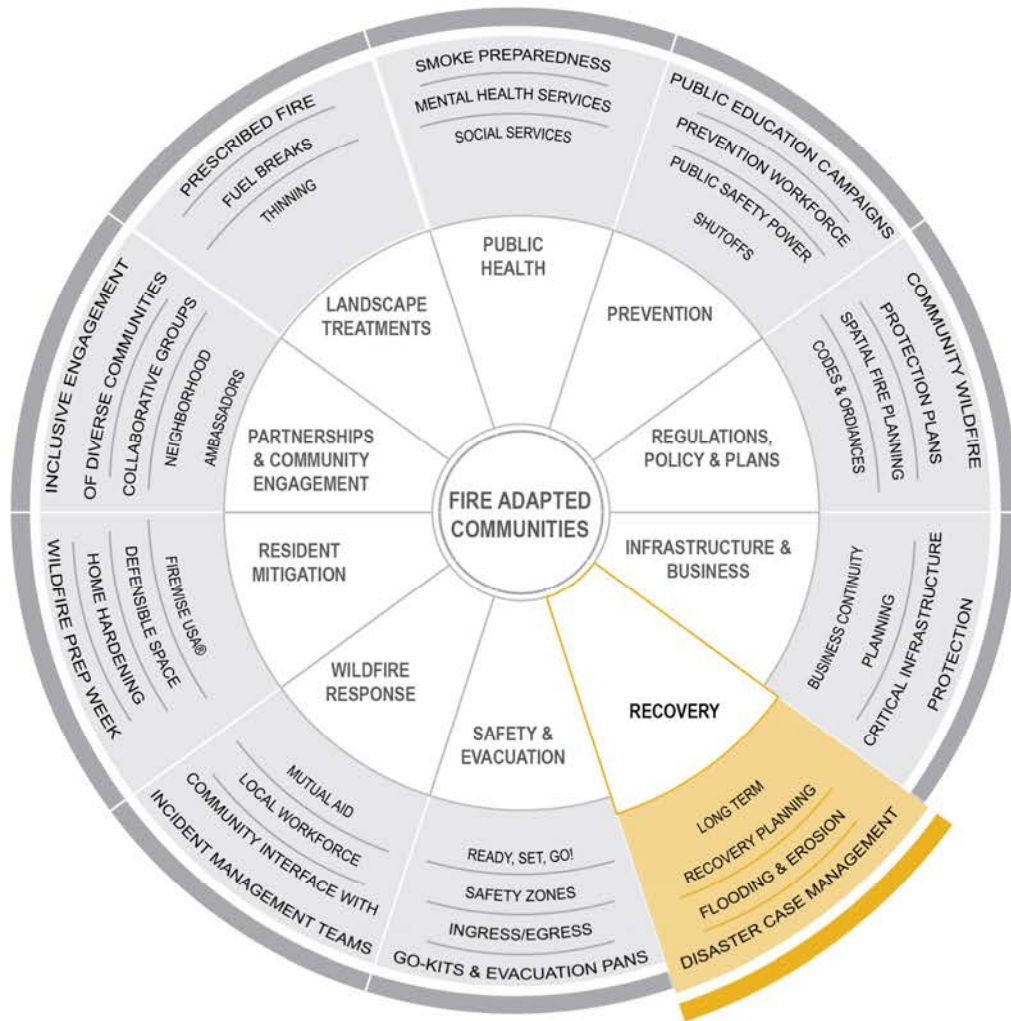 FIRE ADAPTED
COMMUNITIES
PUBLIC
HEALTH
SMOKE PREPAREDNESS
MENTAL HEALTH SERVICES
SOCIAL SERVICES
PREVENTION
PUBLIC EDUCATION CAMPAIGNS
PREVENTION WORKFORCE
PUBLIC SAFETY POWER
SHUTOFFS
REGULATIONS,
POLICY & PLANS
COMMUNITY WILDFIRE
PROTECTION PLANS
SPATIAL FIRE PLANNING
CODES & ORDIANCES
INFRASTRUCTURE &
BUSINESS
BUSINESS CONTINUITY
PLANNING
CRITICAL INFRASTRUCTURE
PROTECTION
RECOVERY
LONG TERM
RECOVERY PLANNING
FLOODING & EROSION
DISASTER CASE MANAGEMENT
SAFETY &
EVACUATION
READY, SET, GO!
SAFETY ZONES
INGRESS/EGRESS
GO-KITS & EVACUATION PANS
WILDFIRE
RESPONSE
MUTUAL AID
LOCAL WORKFORCE
COMMUNITY INTERFACE WITH
INCIDENT MANAGEMENT TEAMS
RESIDENT
MITIGATION
WILDFIRE PREP WEEK
HOME HARDENING
DEFENSIBLE SPACE
FIREWISE USA®
PARTNERSHIPS
& COMMUNITY
ENGAGEMENT
INCLUSIVE ENGAGEMENT
OF DIVERSE COMMUNITIES
COLLABORATIVE GROUPS
NEIGHBORHOOD
AMBASSADORS
LANDSCAPE
TREATMENTS
PRESCRIBED FIRE
FUEL BREAKS
THINNING